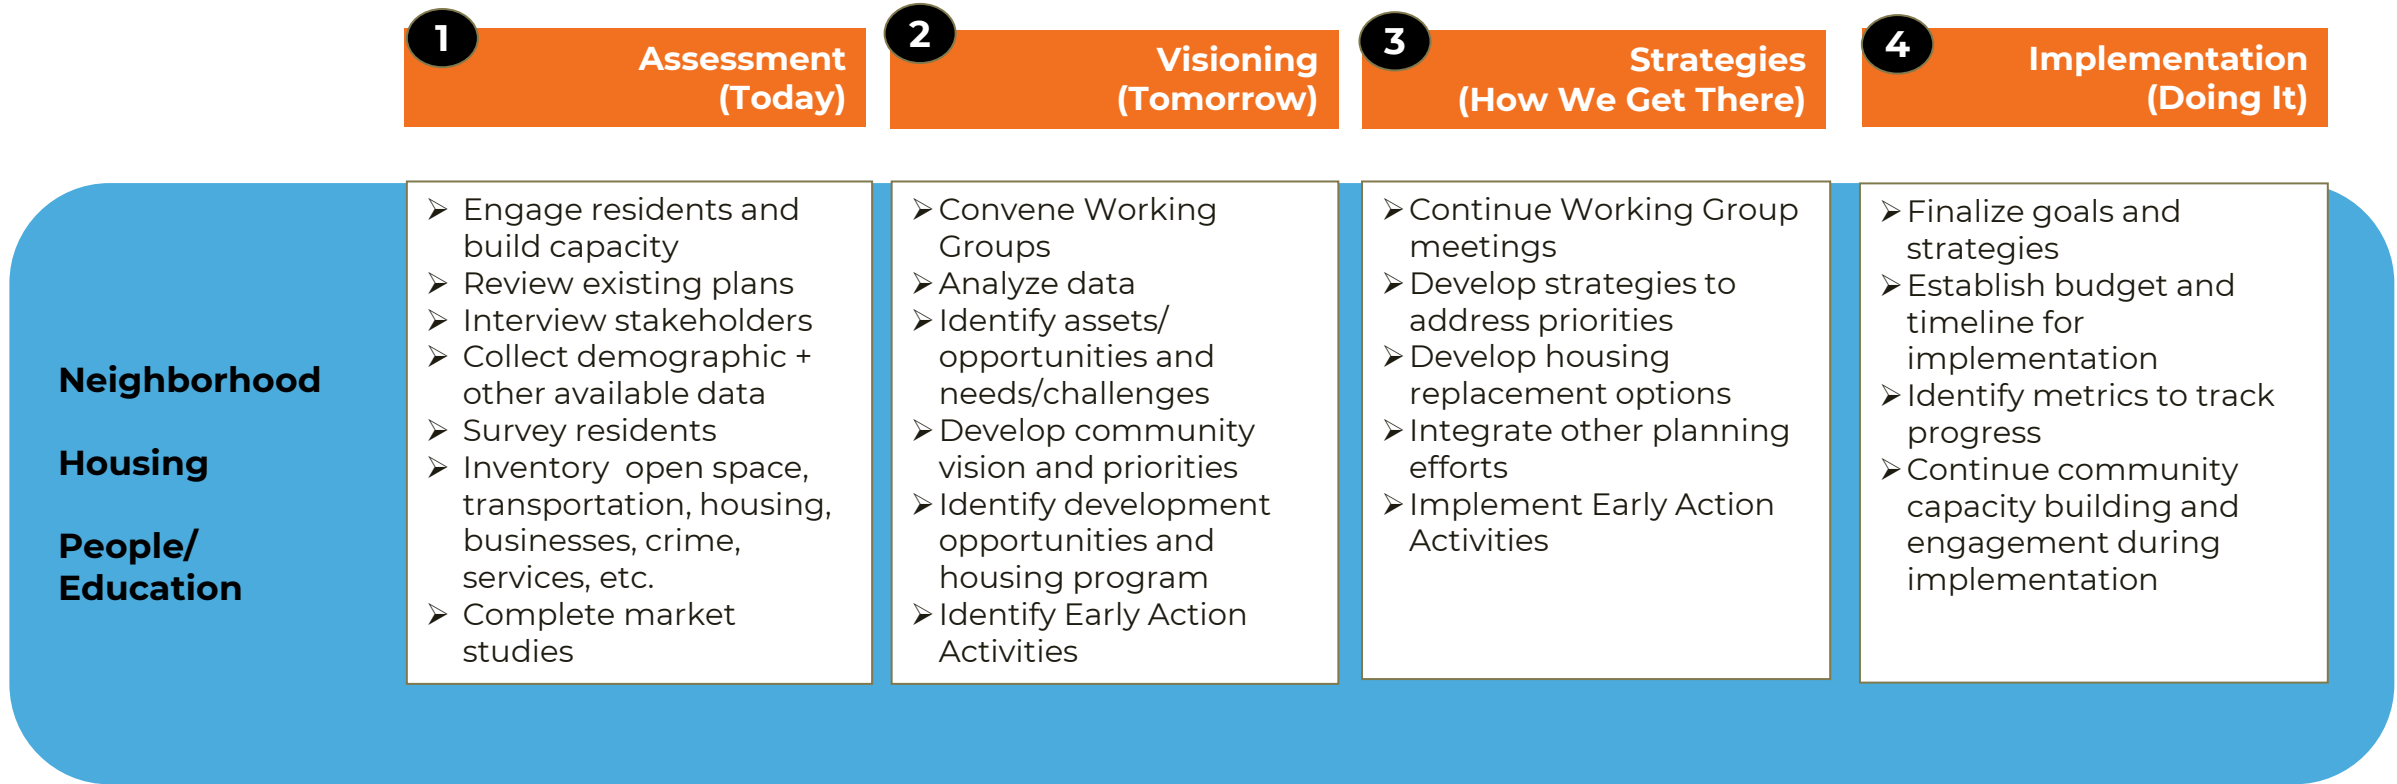 1
Assessment
(Today)
2
Visioning
(Tomorrow)
3
Strategies
(How We Get There)
4
Implementation
(Doing It)
Neighborhood
Housing
People/
Education
➢ Engage residents and
build capacity
➢ Review existing plans
➢ Interview stakeholders
➢ Collect demographic +
other available data
➢ Survey residents
➢ Inventory  open space,
transportation, housing,
businesses, crime,
services, etc.
➢ Complete market
studies
➢ Convene Working
Groups
➢ Analyze data
➢ Identify assets/
opportunities and
needs/challenges
➢ Develop community
vision and priorities
➢ Identify development
opportunities and
housing program
➢ Identify Early Action
Activities
➢ Continue Working Group
meetings
➢ Develop strategies to
address priorities
➢ Develop housing
replacement options
➢ Integrate other planning
efforts
➢ Implement Early Action
Activities
➢ Finalize goals and
strategies
➢ Establish budget and
timeline for
implementation
➢ Identify metrics to track
progress
➢ Continue community
capacity building and
engagement during
implementation